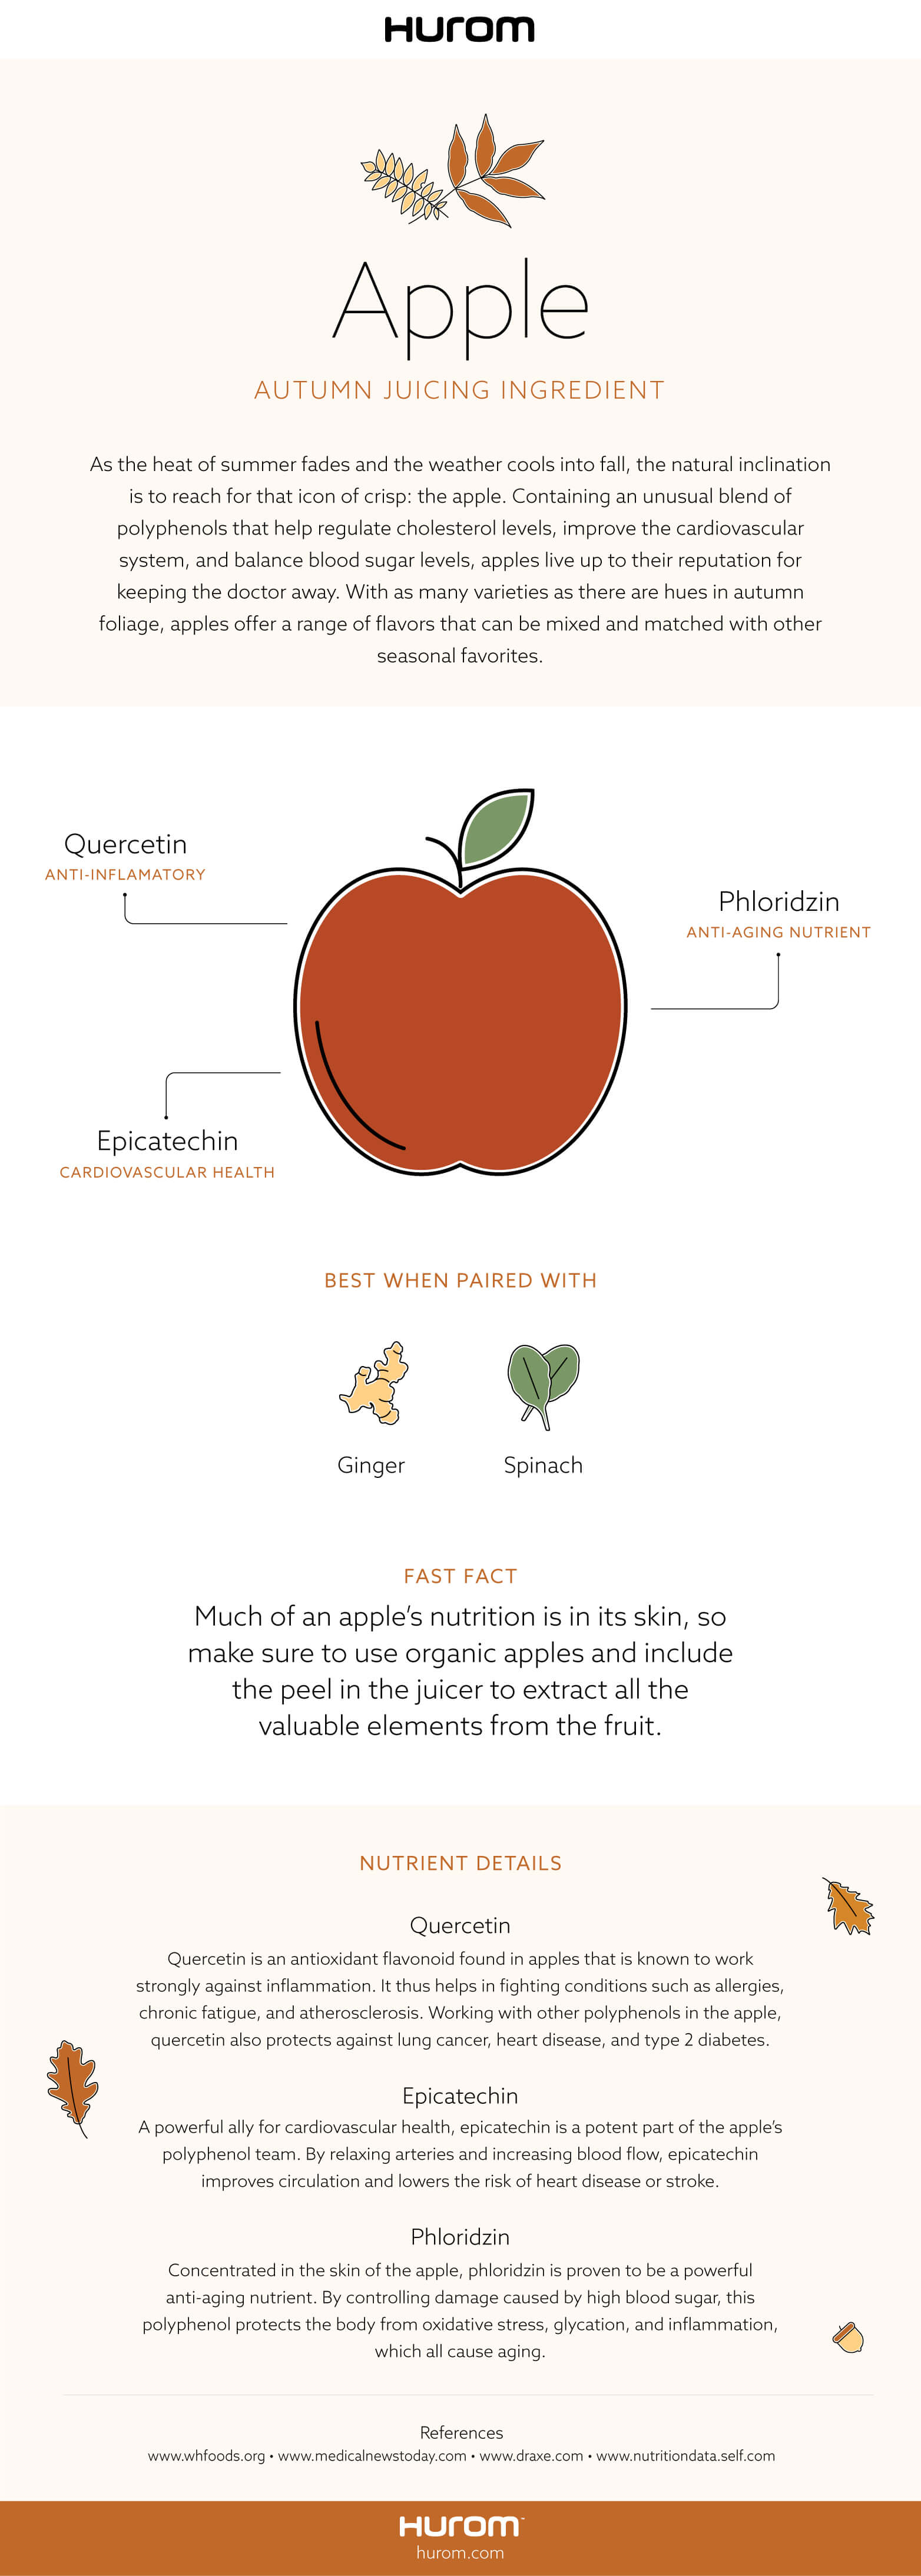 Hurom
Apple
AUTUMN JUICING INGREDIENT
As the heat of summer fades and the weather cools into fall, the natural inclination
is to reach for that icon of crisp: the apple. Containing an unusual blend of
polyphenols that help regulate cholesterol levels, improve the cardiovascular
system, and balance blood sugar levels, apples live up to their reputation for
keeping the doctor away. With as many varieties as there are hues in autumn
foliage, apples offer a range of flavors that can be mixed and matched with other
seasonal favorites.
Quercetin
ANTI-INFLAMATORY
Phloridzin
ANTI-AGING NUTRIENT
Epicatechin
CARDIOVASCULAR HEALTH
BEST WHEN PAIRED WITH
Ginger
Spinach
FAST FACT
Much of an apple's nutrition is in its skin, so
make sure to use organic apples and include
the peel in the juicer to extract all the
valuable elements from the fruit.
NUTRIENT DETAILS
Quercetin
Quercetin is an antioxidant flavonoid found in apples that is known to work
strongly against inflammation. It thus helps in fighting conditions such as allergies,
chronic fatigue, and atherosclerosis. Working with other polyphenols in the apple,
quercetin also protects against lung cancer, heart disease, and type 2 diabetes.
Epicatechin
A powerful ally for cardiovascular health, epicatechin is a potent part of the apple's
polyphenol team. By relaxing arteries and increasing blood flow, epicatechin
improves circulation and lowers the risk of heart disease or stroke.
Phloridzin
Concentrated in the skin of the apple, phloridzin is proven to be a powerful
anti-aging nutrient. By controlling damage caused by high blood sugar, this
polyphenol protects the body from oxidative stress, glycation, and inflammation,
which all cause aging.
References
www.whfoods.org • www.medicalnewstoday.com • www.draxe.com • www.nutritiondata.self.com
Hurom™
hurom.com